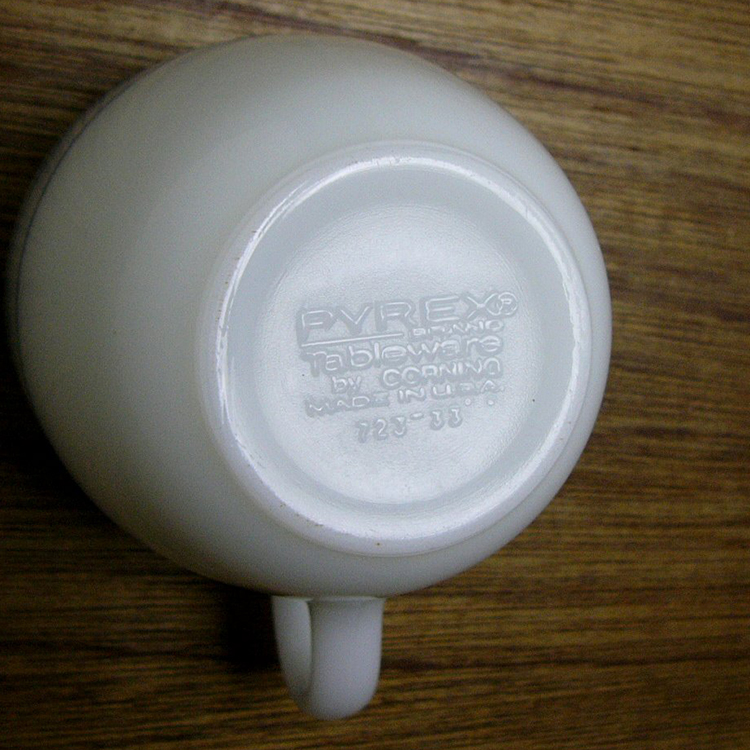 PYREX®
BRAND
Tableware
by CORNING
MADE IN U.S.A.
723-33